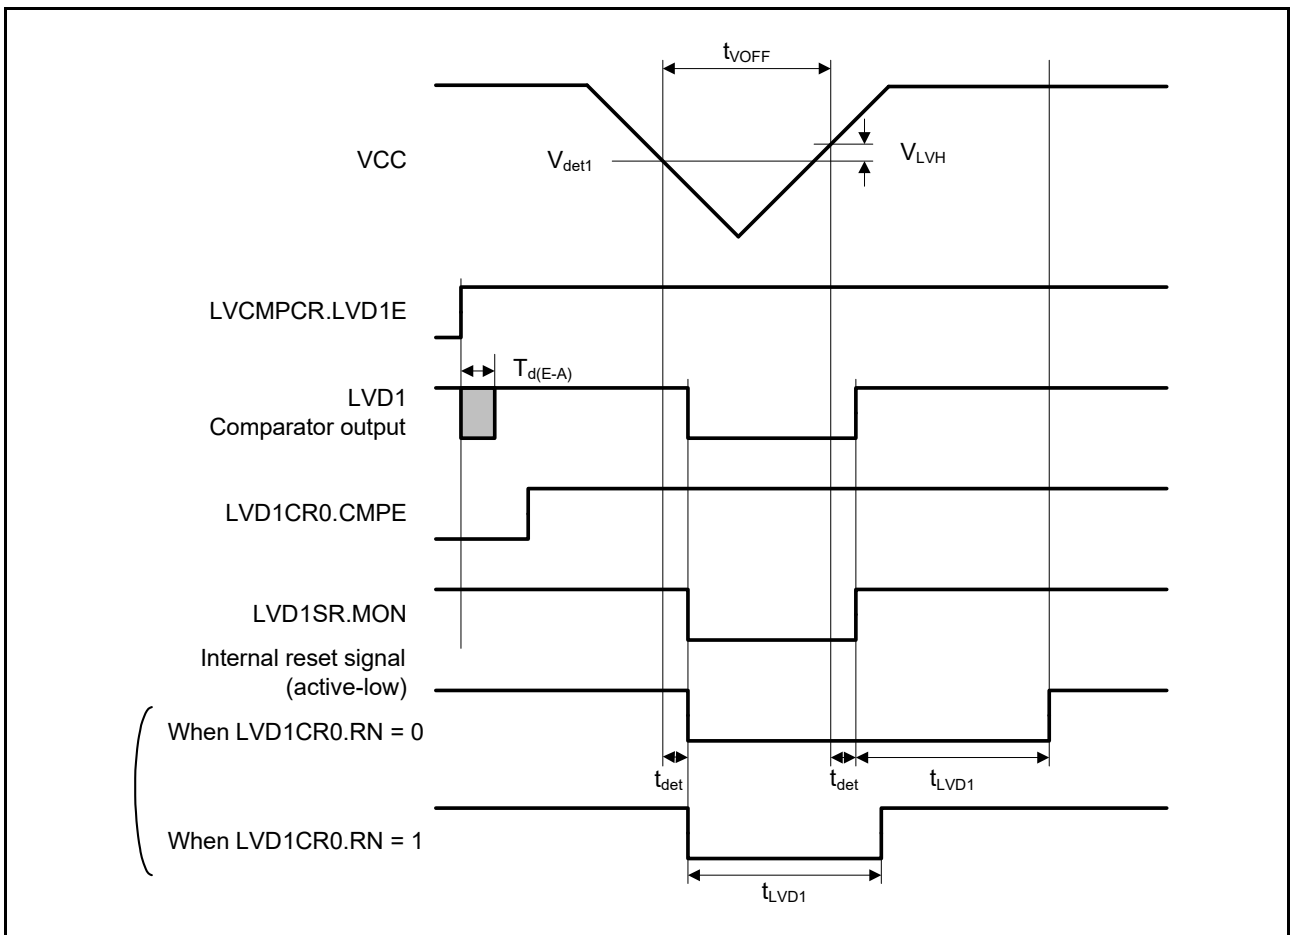 tVOFF
VCC
Vdet1
VLVH
LVCMPCR.LVD1E
Td(E-A)
LVD1
Comparator output
LVD1CR0.CMPE
LVD1SR.MON
Internal reset signal
(active-low)
When LVD1CR0.RN = 0
tdet
tdet
tLVD1
When LVD1CR0.RN = 1
tLVD1